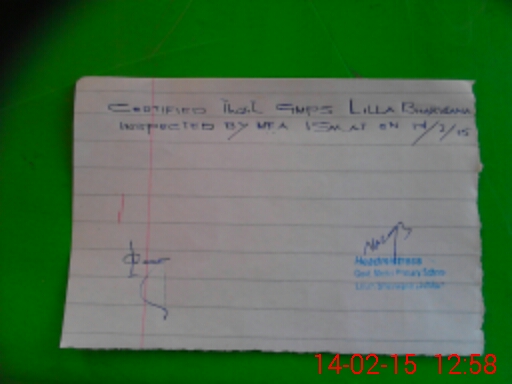 CERTIFIED That GMPS LILLA BHARWANA
INSPECTED BY MEA ISMAT ON 14/2/15
Headmistress
Govt. Model Primary School
14-02-15 12:58